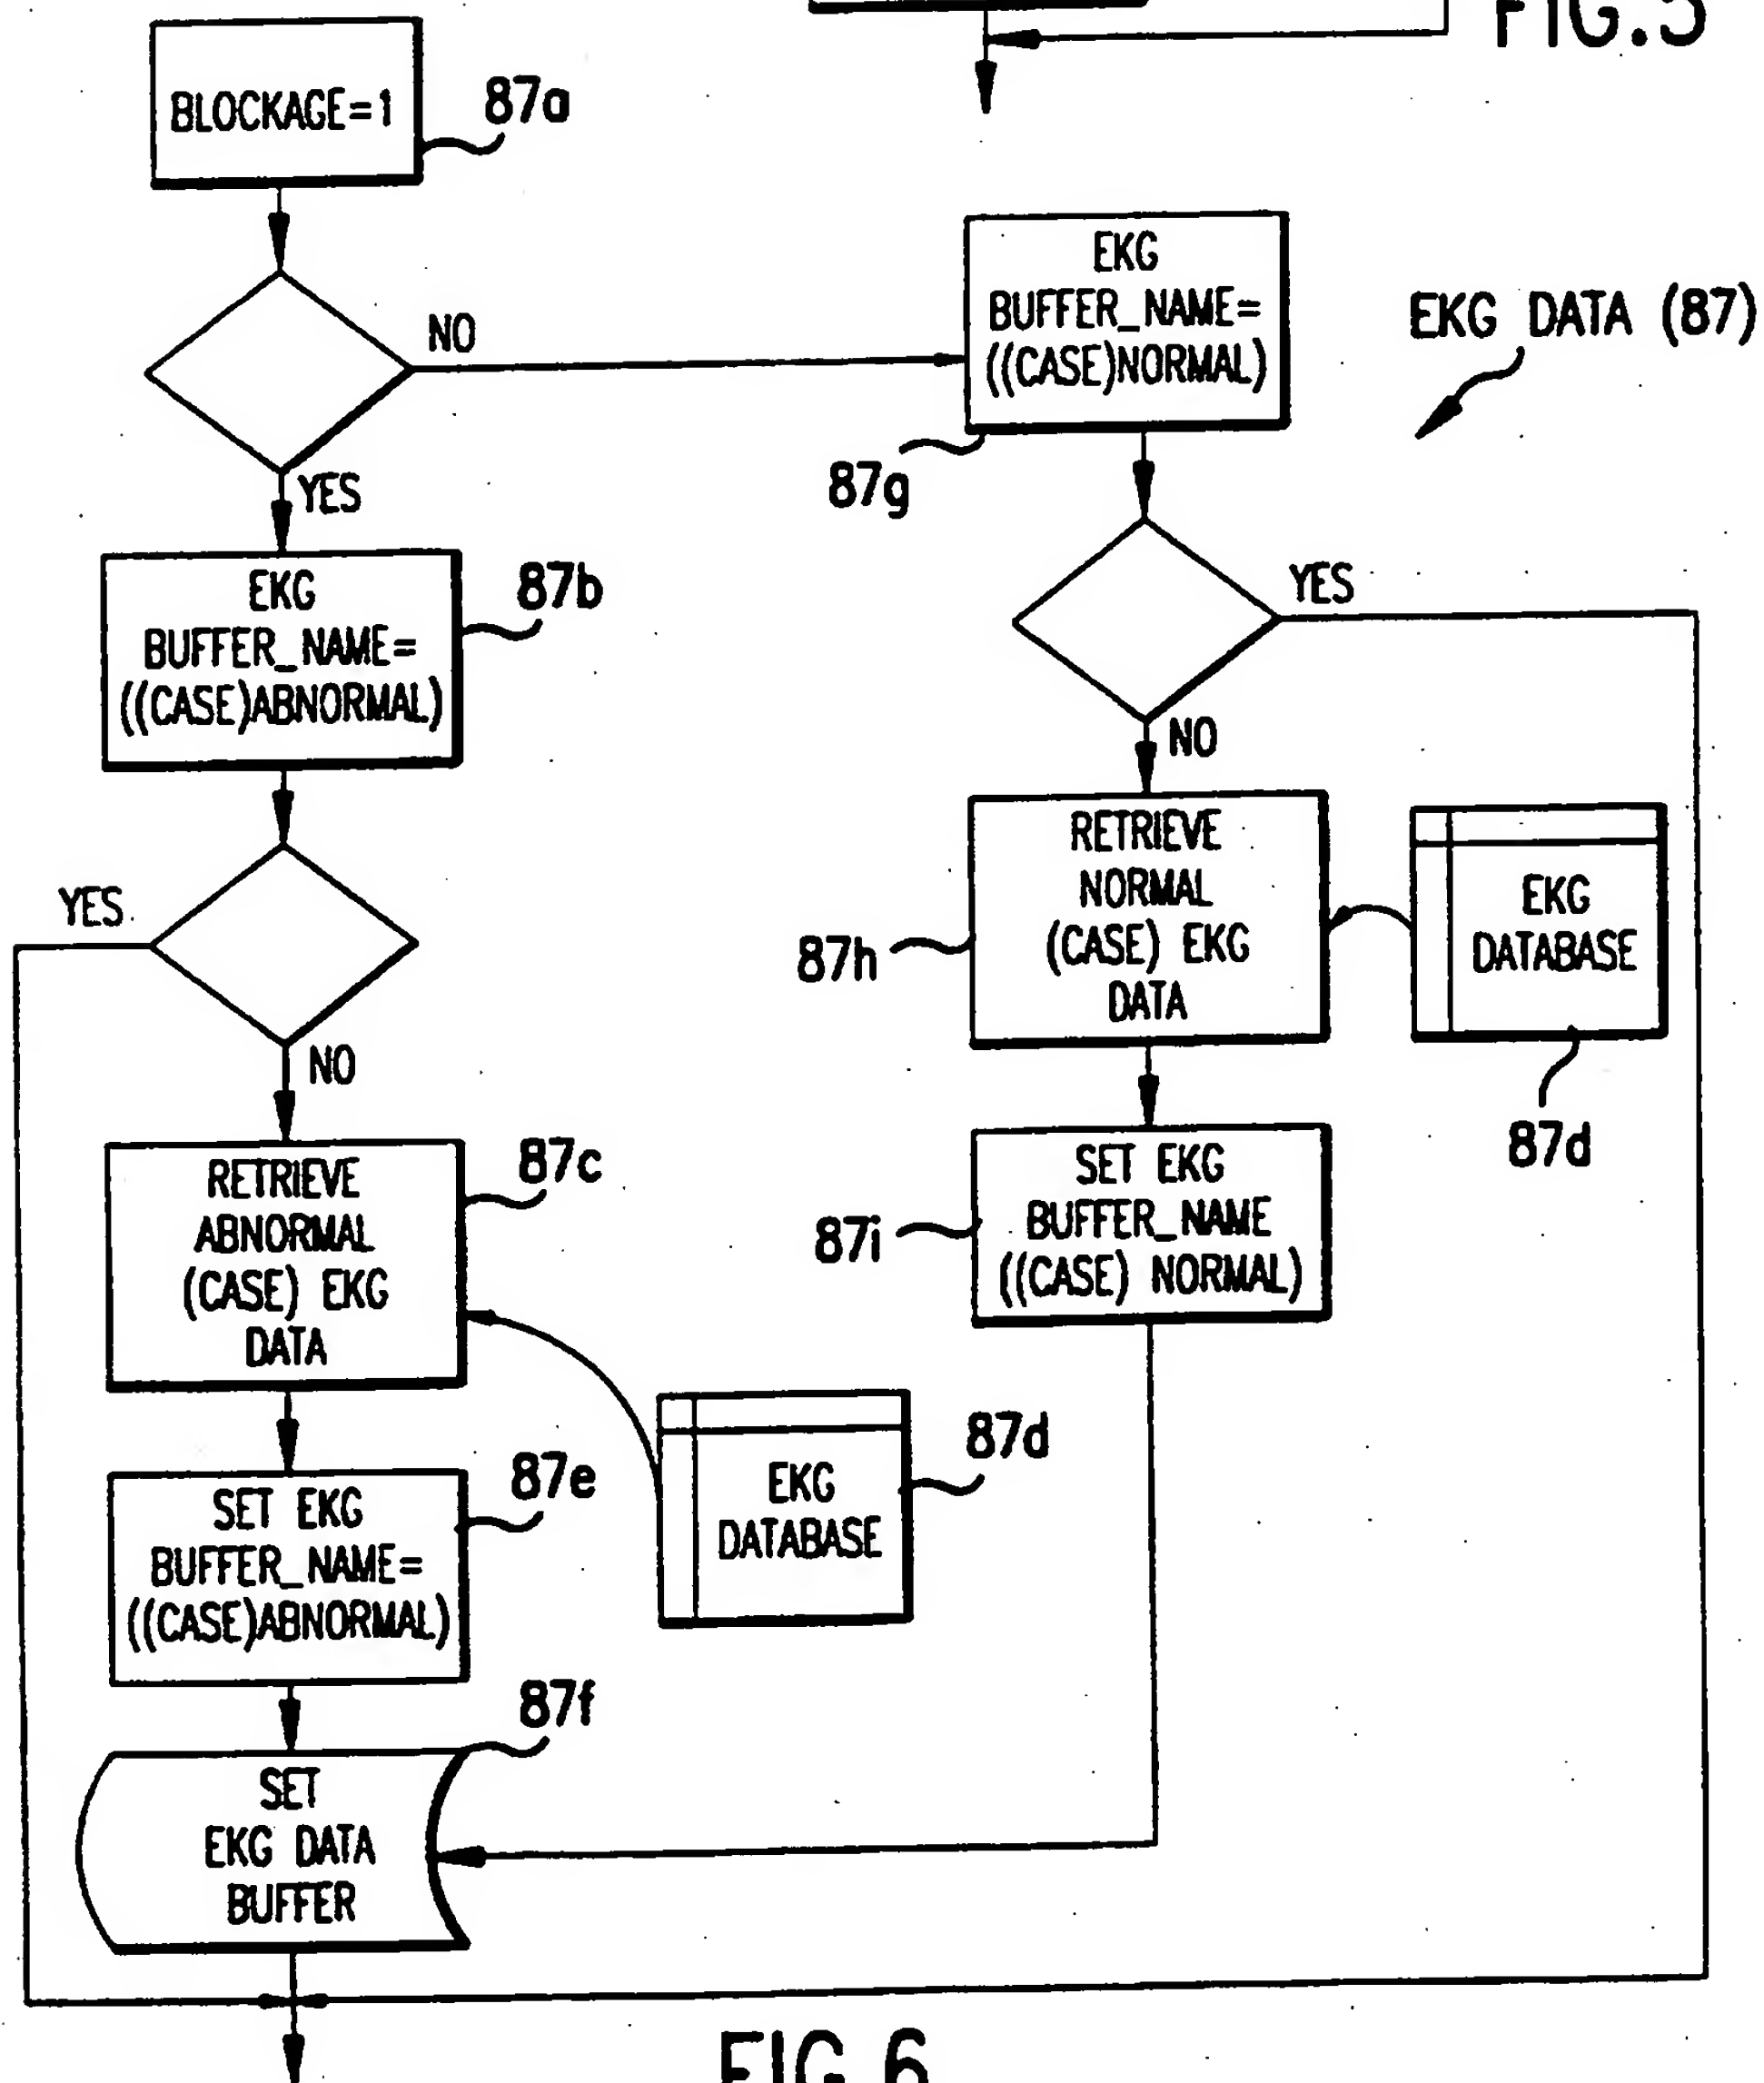 FIG.5
BLOCKAGE=1
87a
NO
YES
EKG
BUFFER_NAME=
((CASE)NORMAL)
87g
EKG DATA (87)
EKG
BUFFER_NAME=
((CASE)ABNORMAL)
87b
YES
NO
YES
NO
RETRIEVE
NORMAL
(CASE) EKG
DATA
87h
EKG
DATABASE
87d
RETRIEVE
ABNORMAL
(CASE) EKG
DATA
87c
SET EKG
BUFFER_NAME
((CASE) NORMAL)
87i
EKG
DATABASE
87d
SET EKG
BUFFER_NAME=
((CASE)ABNORMAL)
87e
SET
EKG DATA
BUFFER
87f
FIG.6